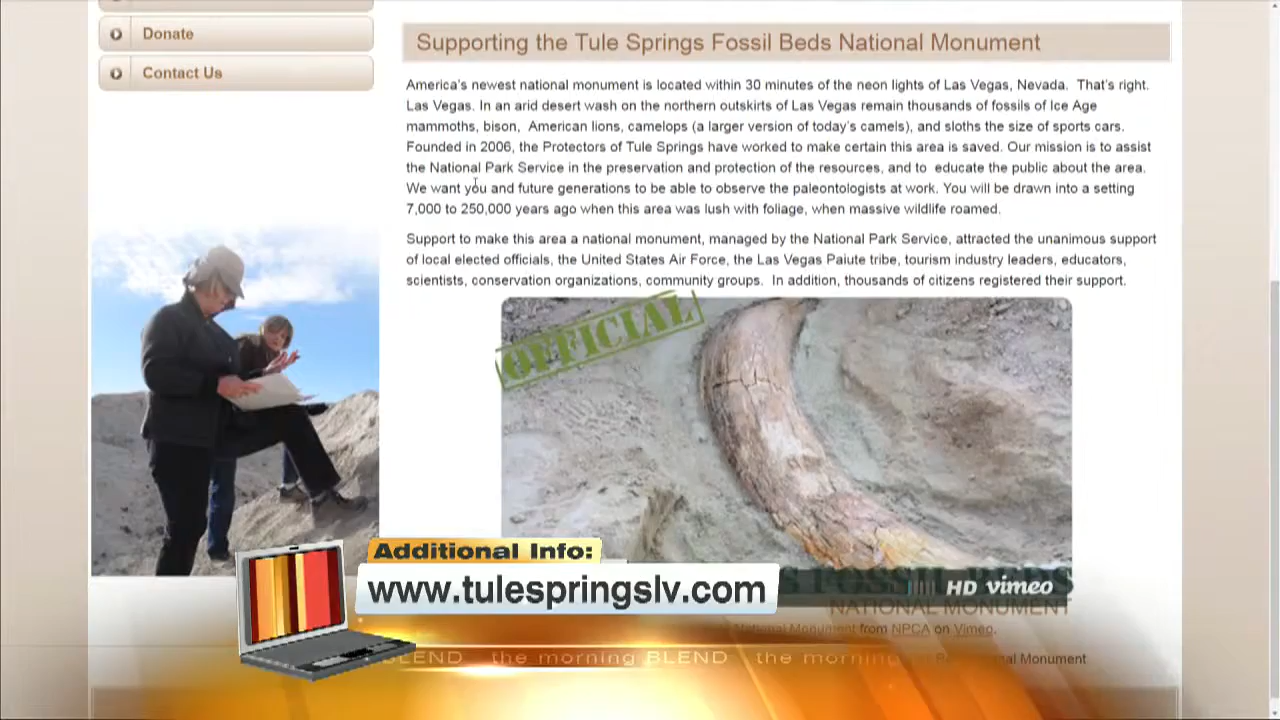 Donate
Contact Us
Supporting the Tule Springs Fossil Beds National Monument
America's newest national monument is located within 30 minutes of the neon lights of Las Vegas, Nevada. That's right.
Las Vegas. In an arid desert wash on the northern outskirts of Las Vegas remain thousands of fossils of Ice Age
mammoths, bison, American lions, camelops (a larger version of today's camels), and sloths the size of sports cars.
Founded in 2006, the Protectors of Tule Springs have worked to make certain this area is saved. Our mission is to assist
the National Park Service in the preservation and protection of the resources, and to educate the public about the area.
We want you and future generations to be able to observe the paleontologists at work. You will be drawn into a setting
7,000 to 250,000 years ago when this area was lush with foliage, when massive wildlife roamed.
Support to make this area a national monument, managed by the National Park Service, attracted the unanimous support
of local elected officials, the United States Air Force, the Las Vegas Paiute tribe, tourism industry leaders, educators,
scientists, conservation organizations, community groups. In addition, thousands of citizens registered their support.
OFFICIAL
FOSSIL BEDS
HD vimeo
NATIONAL MONUMENT
National Monument from NPCA on Vimeo.
Additional Info:
www.tulespringslv.com
BLEND the morning BLEND the morning
Monument